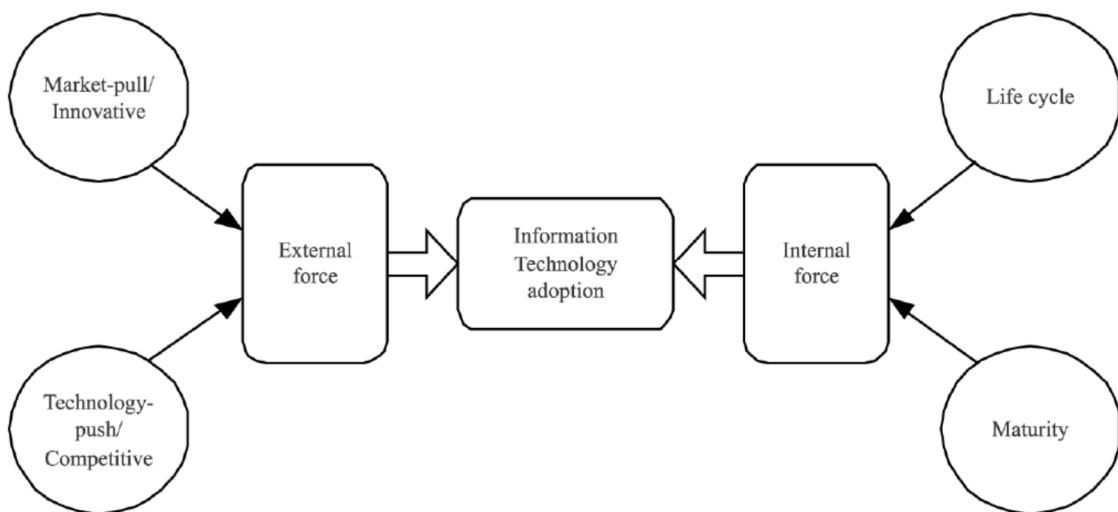 Market-pull/
Innovative
Life cycle
External
force
Information
Technology
adoption
Internal
force
Technology-
push/
Competitive
Maturity